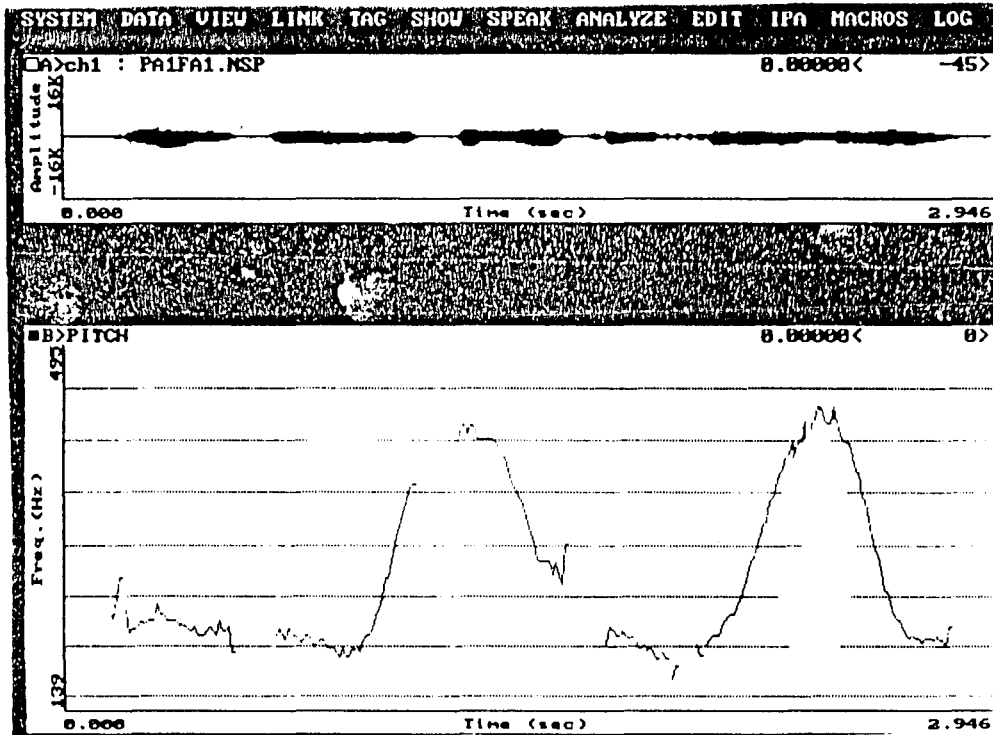 SYSTEM DATA VIEW LINK TAG SHOW SPEAK ANALYZE EDIT IPA MACROS LOG
A>ch1 : PA1FA1.NSP 0.00000< -45>
Amplitude
16K
-16K
0.000 Time (sec) 2.946
B>PITCH 0.00000< 0>
Freq.(Hz)
495
139
0.000 Time (sec) 2.946